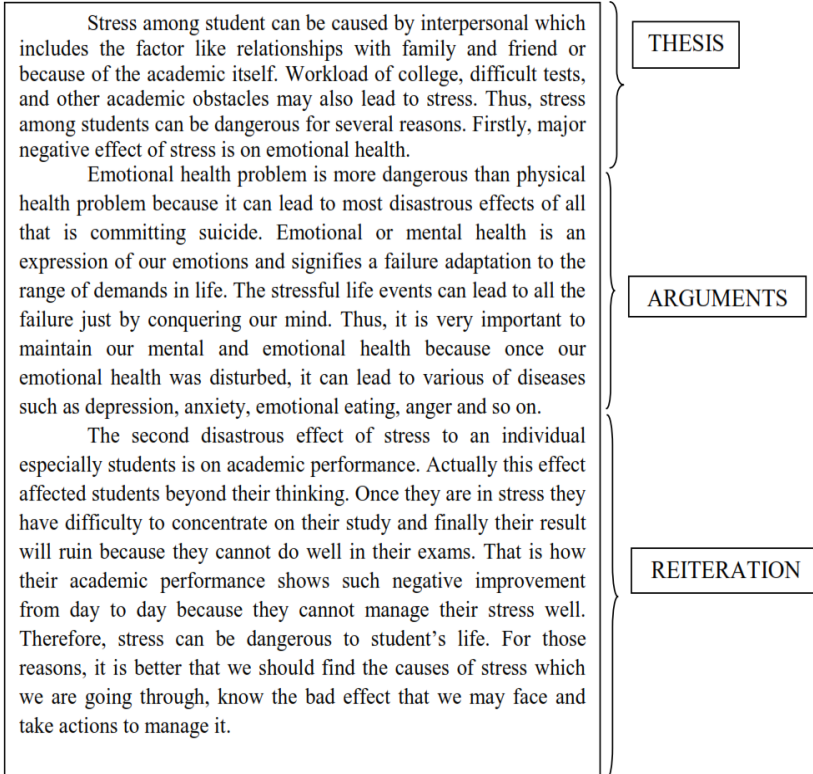 Stress among student can be caused by interpersonal which
includes the factor like relationships with family and friend or
because of the academic itself. Workload of college, difficult tests,
and other academic obstacles may also lead to stress. Thus, stress
among students can be dangerous for several reasons. Firstly, major
negative effect of stress is on emotional health.
THESIS
Emotional health problem is more dangerous than physical
health problem because it can lead to most disastrous effects of all
that is committing suicide. Emotional or mental health is an
expression of our emotions and signifies a failure adaptation to the
range of demands in life. The stressful life events can lead to all the
failure just by conquering our mind. Thus, it is very important to
maintain our mental and emotional health because once our
emotional health was disturbed, it can lead to various of diseases
such as depression, anxiety, emotional eating, anger and so on.
ARGUMENTS
The second disastrous effect of stress to an individual
especially students is on academic performance. Actually this effect
affected students beyond their thinking. Once they are in stress they
have difficulty to concentrate on their study and finally their result
will ruin because they cannot do well in their exams. That is how
their academic performance shows such negative improvement
from day to day because they cannot manage their stress well.
Therefore, stress can be dangerous to student's life. For those
reasons, it is better that we should find the causes of stress which
we are going through, know the bad effect that we may face and
take actions to manage it.
REITERATION